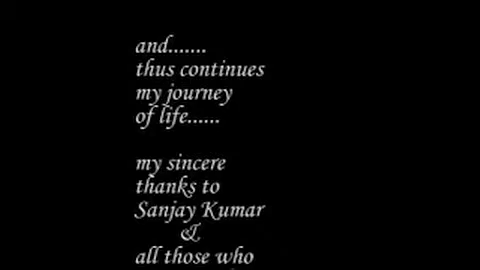 and.......
thus continues
my journey
of life......
my sincere
thanks to
Sanjay Kumar
&
all those who